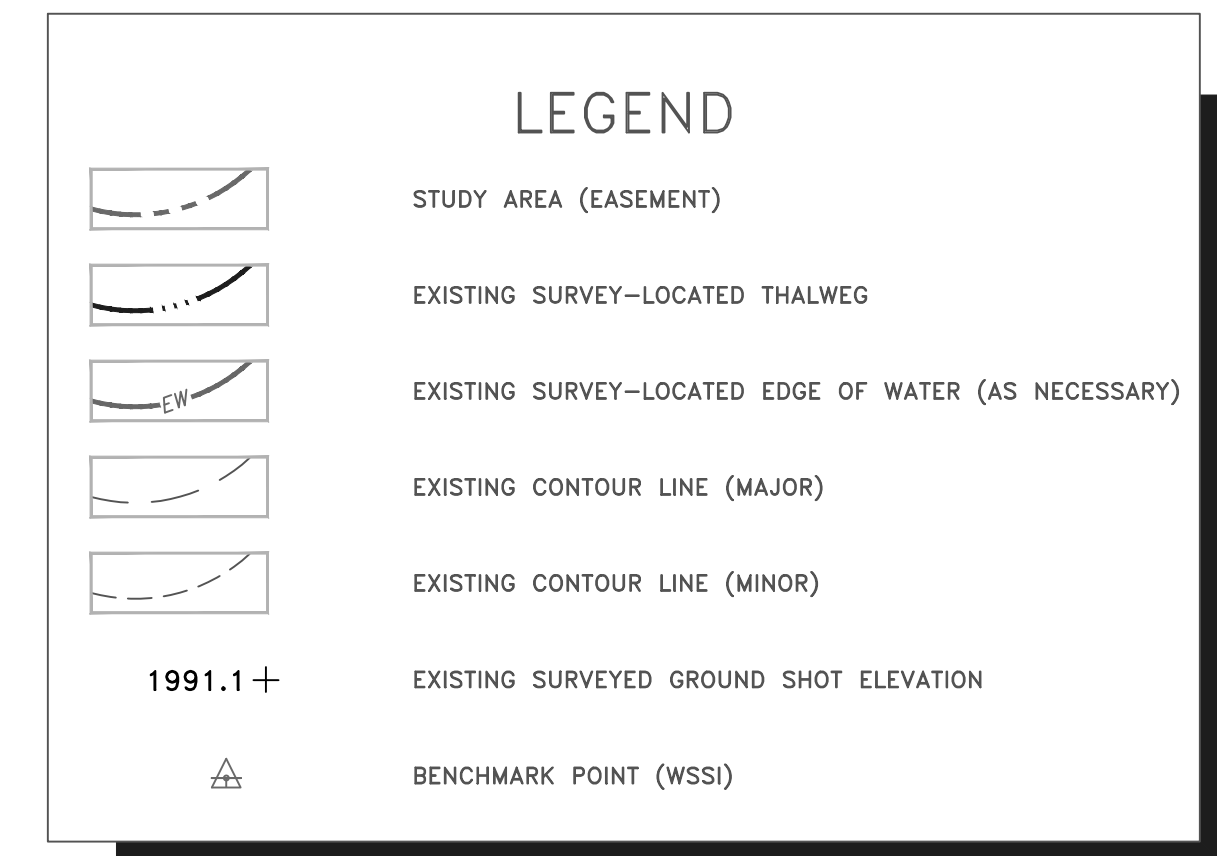 LEGEND
STUDY AREA (EASEMENT)
EXISTING SURVEY–LOCATED THALWEG
EW EXISTING SURVEY–LOCATED EDGE OF WATER (AS NECESSARY)
EXISTING CONTOUR LINE (MAJOR)
EXISTING CONTOUR LINE (MINOR)
1991.1+ EXISTING SURVEYED GROUND SHOT ELEVATION
BENCHMARK POINT (WSSI)